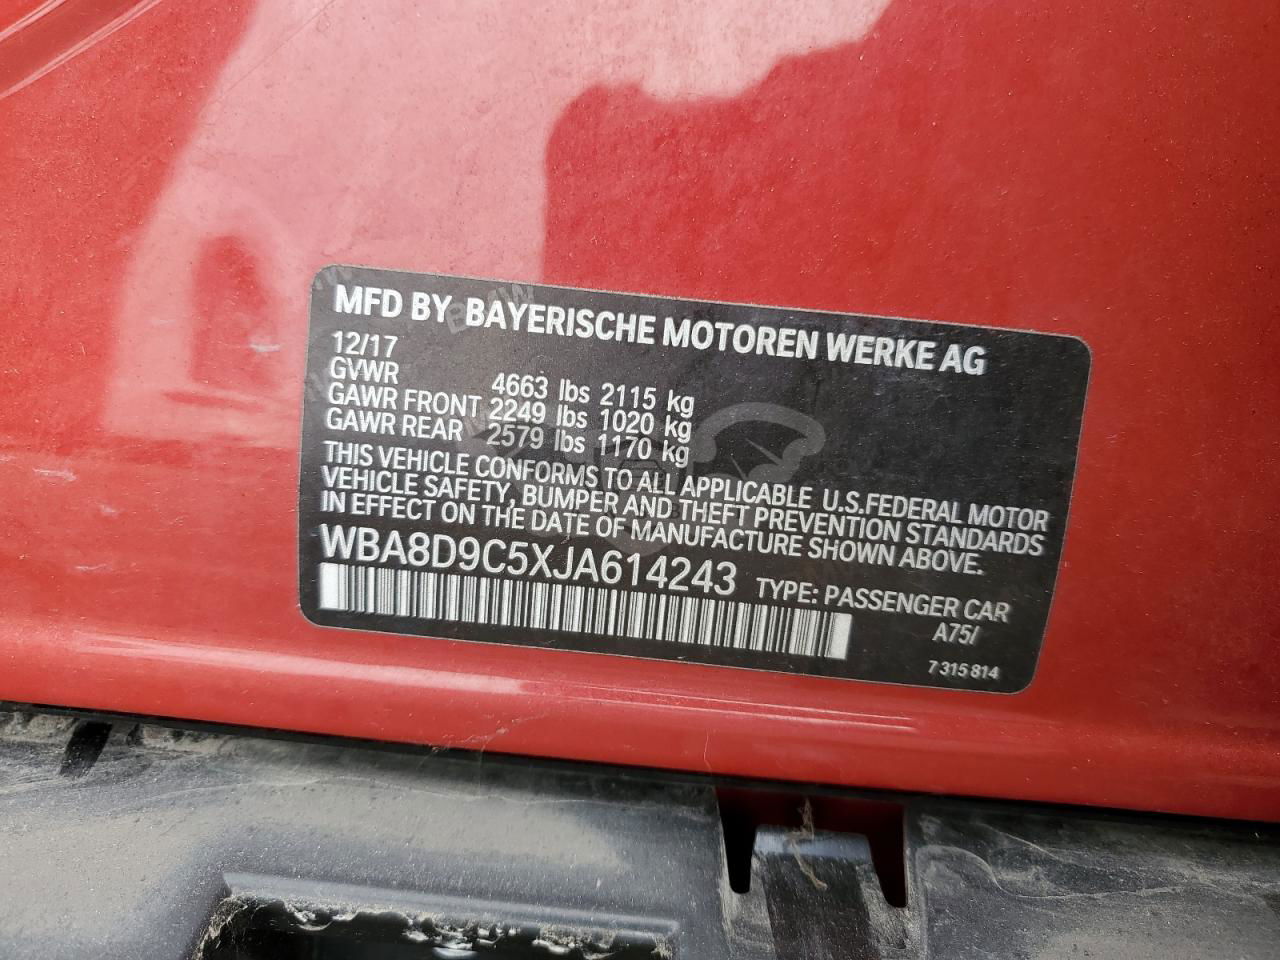 MFD BY BAYERISCHE MOTOREN WERKE AG
12/17
GVWR 4663 lbs 2115 kg
GAWR FRONT 2249 lbs 1020 kg
GAWR REAR 2579 lbs 1170 kg
THIS VEHICLE CONFORMS TO ALL APPLICABLE U.S.FEDERAL MOTOR
VEHICLE SAFETY, BUMPER AND THEFT PREVENTION STANDARDS
IN EFFECT ON THE DATE OF MANUFACTURE SHOWN ABOVE.
WBA8D9C5XJA614243 TYPE: PASSENGER CAR
A75/
7 315 814